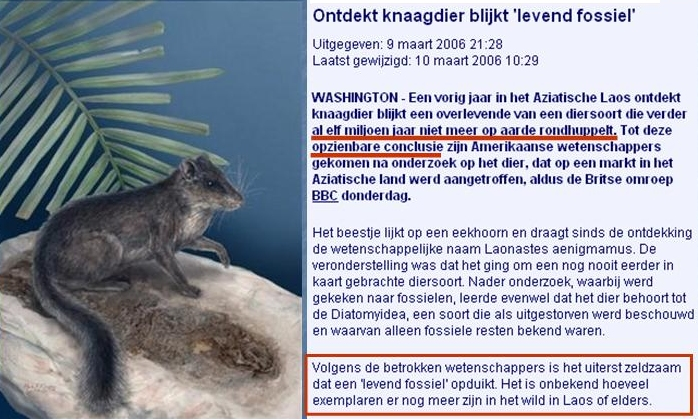 Ontdekt knaagdier blijkt 'levend fossiel'
Uitgegeven: 9 maart 2006 21:28
Laatst gewijzigd: 10 maart 2006 10:29
WASHINGTON - Een vorig jaar in het Aziatische Laos ontdekt
knaagdier blijkt een overlevende van een diersoort die verder
al elf miljoen jaar niet meer op aarde rondhuppelt. Tot deze
opzienbare conclusie zijn Amerikaanse wetenschappers
gekomen na onderzoek op het dier, dat op een markt in het
Aziatische land werd aangetroffen, aldus de Britse omroep
BBC donderdag.
Het beestje lijkt op een eekhoorn en draagt sinds de ontdekking
de wetenschappelijke naam Laonastes aenigmamus. De
veronderstelling was dat het ging om een nog nooit eerder in
kaart gebrachte diersoort. Nader onderzoek, waarbij werd
gekeken naar fossielen, leerde evenwel dat het dier behoort tot
de Diatomyidea, een soort die als uitgestorven werd beschouwd
en waarvan alleen fossiele resten bekend waren.
Volgens de betrokken wetenschappers is het uiterst zeldzaam
dat een 'levend fossiel' opduikt. Het is onbekend hoeveel
exemplaren er nog meer zijn in het wild in Laos of elders.